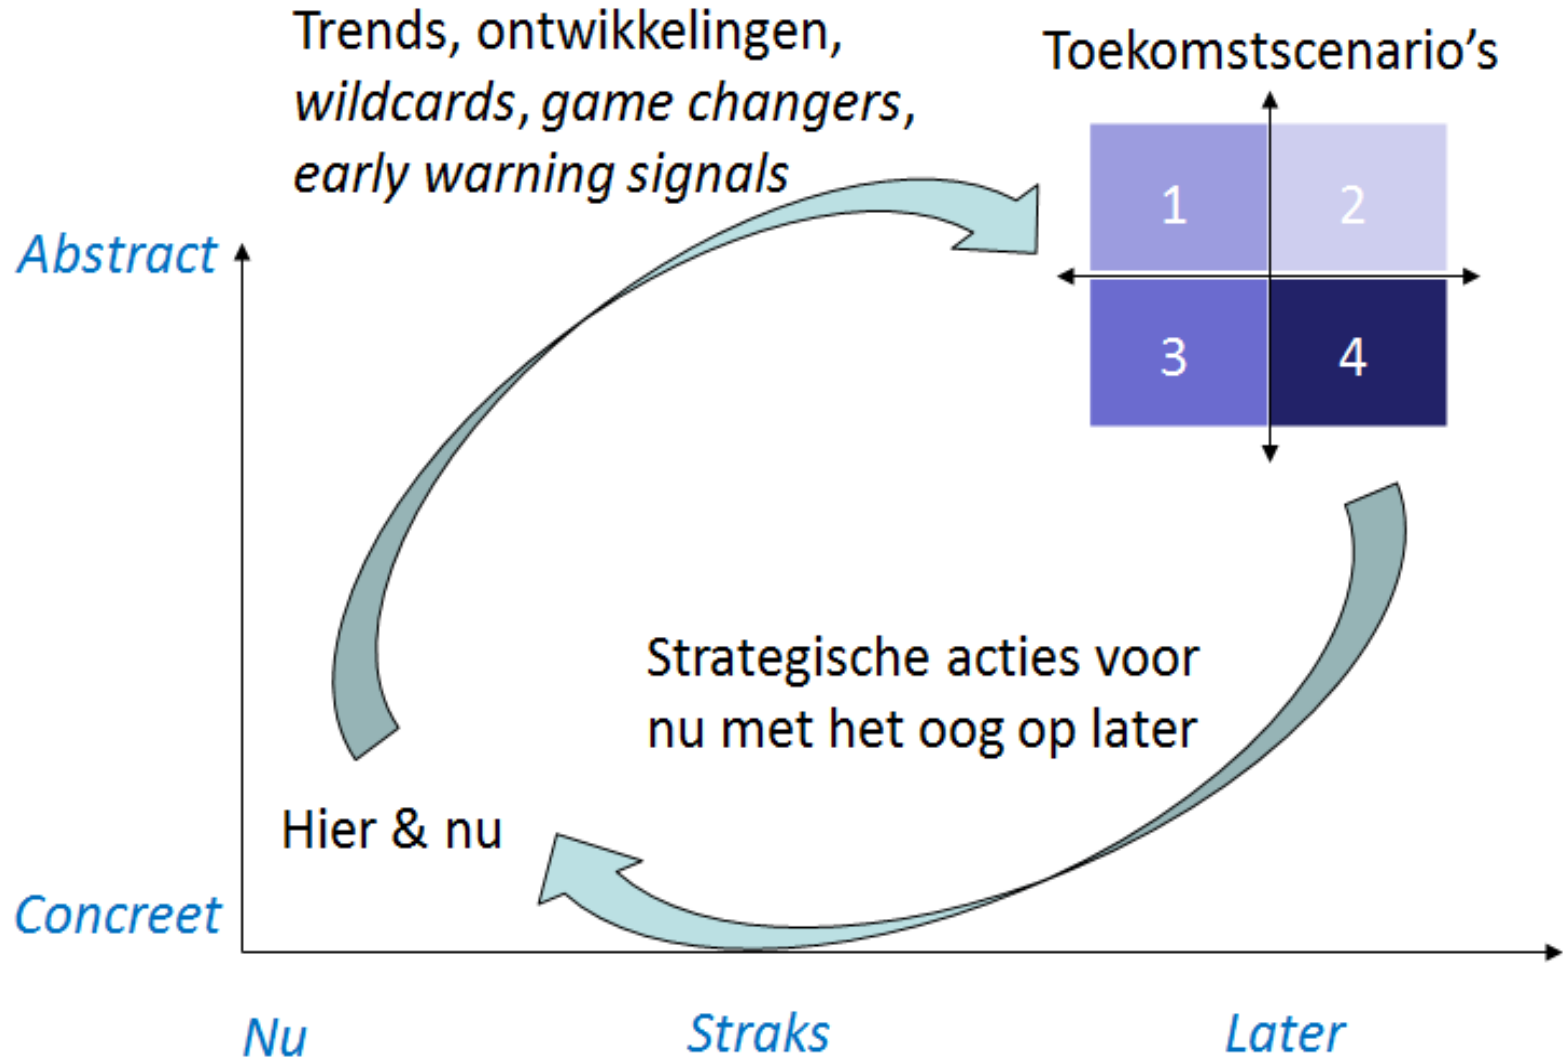 Trends, ontwikkelingen,
wildcards, game changers,
early warning signals
Toekomstscenario's
1
2
3
4
Abstract
Strategische acties voor
nu met het oog op later
Hier & nu
Concreet
Nu
Straks
Later